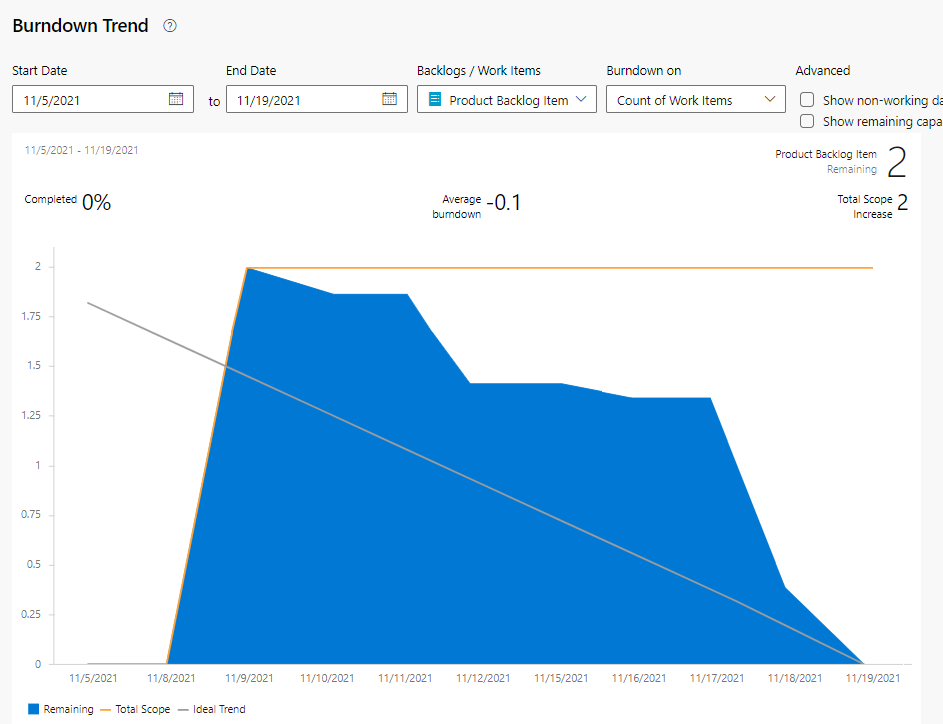 Burndown Trend
Start Date End Date Backlogs / Work Items Burndown on Advanced
11/5/2021 to 11/19/2021 Product Backlog Item Count of Work Items Show non-working da
Show remaining capa
11/5/2021 - 11/19/2021
Product Backlog Item 2
Remaining
Completed 0% Average burndown -0.1 Total Scope Increase 2
2
1.75
1.5
1.25
1
0.75
0.5
0.25
0
11/5/2021 11/8/2021 11/9/2021 11/10/2021 11/11/2021 11/12/2021 11/15/2021 11/16/2021 11/17/2021 11/18/2021 11/19/2021
Remaining Total Scope Ideal Trend